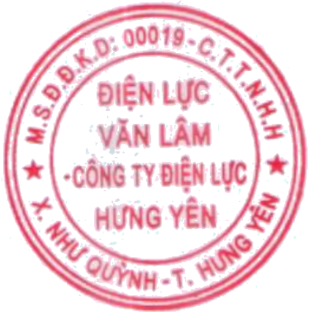 M.S.Đ.Đ.K.D: 00019 - C.T.T.N.H.H
ĐIỆN LỰC
VĂN LÂM
-CÔNG TY ĐIỆN LỰC
HƯNG YÊN
X. NHƯ QUỲNH - T. HƯNG YÊN